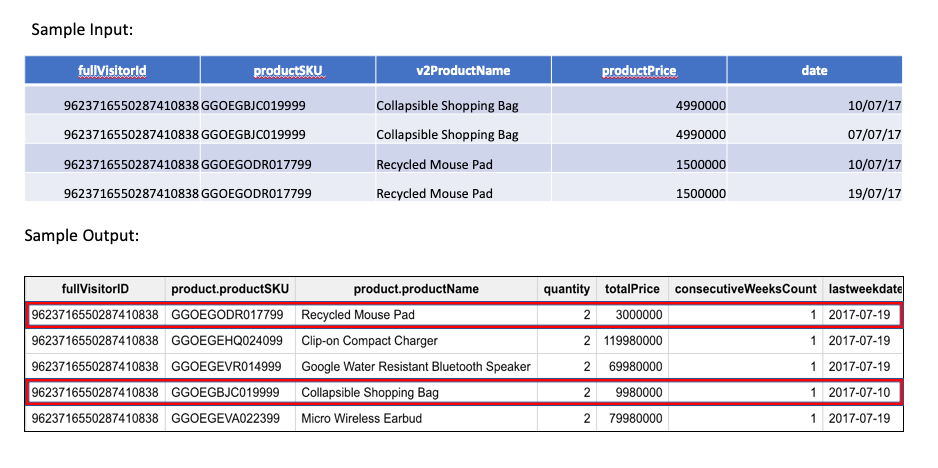 Sample Input:
fullVisitorId productSKU v2ProductName productPrice date
9623716550287410838 GGOEGBJC019999 Collapsible Shopping Bag 4990000 10/07/17
9623716550287410838 GGOEGBJC019999 Collapsible Shopping Bag 4990000 07/07/17
9623716550287410838 GGOEGODR017799 Recycled Mouse Pad 1500000 10/07/17
9623716550287410838 GGOEGODR017799 Recycled Mouse Pad 1500000 19/07/17
Sample Output:
fullVisitorID product.productSKU product.productName quantity totalPrice consecutiveWeeksCount lastweekdate
9623716550287410838 GGOEGODR017799 Recycled Mouse Pad 2 3000000 1 2017-07-19
9623716550287410838 GGOEGEHQ024099 Clip-on Compact Charger 2 119980000 1 2017-07-19
9623716550287410838 GGOEGEVR014999 Google Water Resistant Bluetooth Speaker 2 69980000 1 2017-07-19
9623716550287410838 GGOEGBJC019999 Collapsible Shopping Bag 2 9980000 1 2017-07-10
9623716550287410838 GGOEGEVA022399 Micro Wireless Earbud 2 79980000 1 2017-07-19